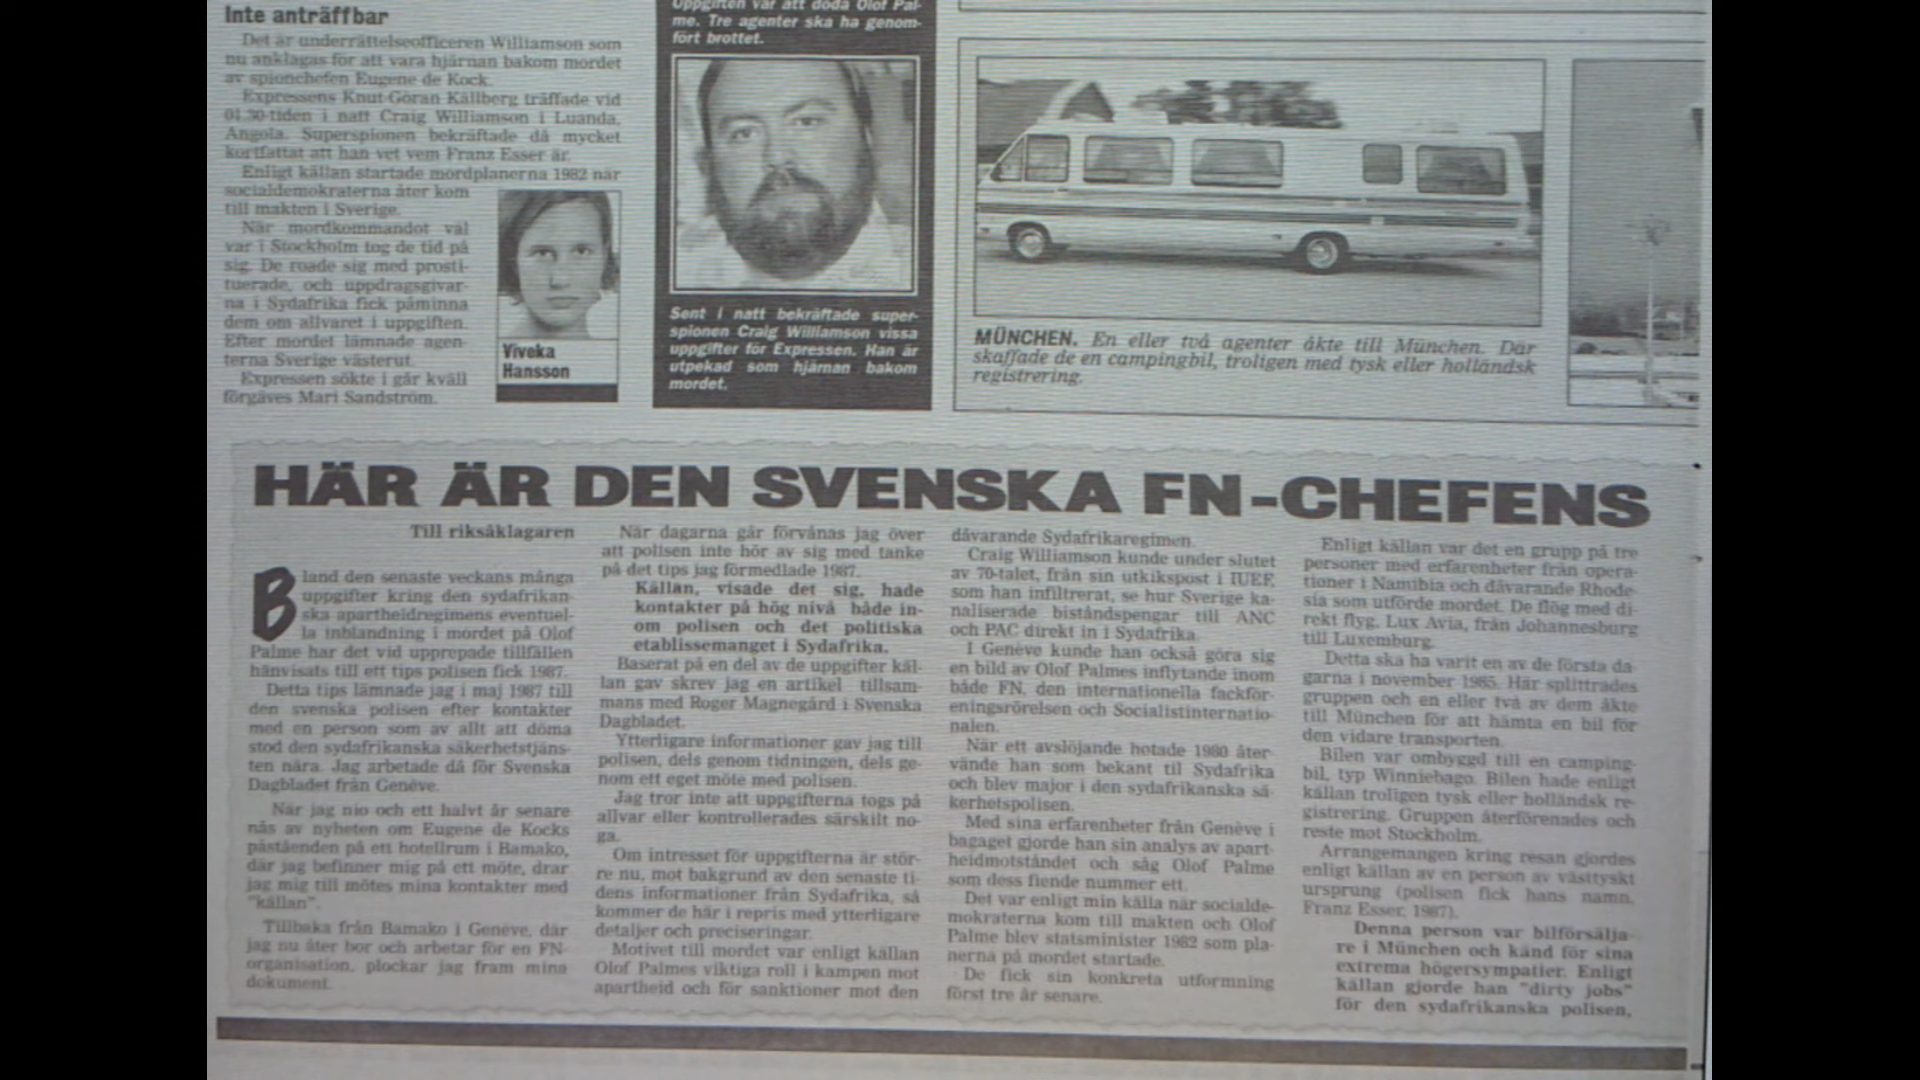 Inte anträffbar
Det är underrättelseofficeren Williamson som
nu anklagas för att vara hjärnan bakom mordet
av spionchefen Eugene de Kock.
Expressens Knut-Göran Källberg träffade vid
01.30-tiden i natt Craig Williamson i Luanda,
Angola. Superspionen bekräftade då mycket
kortfattat att han vet vem Franz Esser är.
Enligt källan startade mordplanerna 1982 när
socialdemokraterna åter kom
till makten i Sverige.
När mordkommandot väl
var i Stockholm tog de tid på
sig. De roade sig med prosti-
tuerade, och uppdragsgivar-
na i Sydafrika fick påminna
dem om allvaret i uppgiften.
Efter mordet lämnade agen-
terna Sverige västerut.
Expressen sökte i går kväll
förgäves Mari Sandström.
Viveka
Hansson
Uppgiften var att döda Olof Pal-
me. Tre agenter ska ha genom-
fört brottet.
Sent i natt bekräftade super-
spionen Craig Williamson vissa
uppgifter för Expressen. Han är
utpekad som hjärnan bakom
mordet.
MÜNCHEN. En eller två agenter åkte till München. Där
skaffade de en campingbil, troligen med tysk eller holländsk
registrering.
HÄR ÄR DEN SVENSKA FN-CHEFENS
Till riksåklagaren
Bland den senaste veckans många
uppgifter kring den sydafrikan-
ska apartheidregimens eventuel-
la inblandning i mordet på Olof
Palme har det vid upprepade tillfällen
hänvisats till ett tips polisen fick 1987.
Detta tips lämnade jag i maj 1987 till
den svenska polisen efter kontakter
med en person som av allt att döma
stod den sydafrikanska säkerhetstjäns-
ten nära. Jag arbetade då för Svenska
Dagbladet från Genève.
När jag nio och ett halvt år senare
nås av nyheten om Eugene de Kocks
påståenden på ett hotellrum i Bamako,
där jag befinner mig på ett möte, drar
jag mig till mötes mina kontakter med
"källan".
Tillbaka från Bamako i Genève, där
jag nu åter bor och arbetar för en FN-
organisation, plockar jag fram mina
dokument.
När dagarna går förvånas jag över
att polisen inte hör av sig med tanke
på det tips jag förmedlade 1987.
Källan, visade det sig, hade
kontakter på hög nivå både in-
om polisen och det politiska
etablissemanget i Sydafrika.
Baserat på en del av de uppgifter käl-
lan gav skrev jag en artikel tillsam-
mans med Roger Magnegård i Svenska
Dagbladet.
Ytterligare informationer gav jag till
polisen, dels genom tidningen, dels ge-
nom ett eget möte med polisen.
Jag tror inte att uppgifterna togs på
allvar eller kontrollerades särskilt no-
ga.
Om intresset för uppgifterna är stör-
re nu, mot bakgrund av den senaste ti-
dens informationer från Sydafrika, så
kommer de här i repris med ytterligare
detaljer och preciseringar.
Motivet till mordet var enligt källan
Olof Palmes viktiga roll i kampen mot
apartheid och för sanktioner mot den
dåvarande Sydafrikaregimen.
Craig Williamson kunde under slutet
av 70-talet, från sin utkikspost i IUEF,
som han infiltrerat, se hur Sverige ka-
naliserade biståndspengar till ANC
och PAC direkt in i Sydafrika.
I Genève kunde han också göra sig
en bild av Olof Palmes inflytande inom
både FN, den internationella fackför-
eningsrörelsen och Socialistinternatio-
nalen.
När ett avslöjande hotade 1980 åter-
vände han som bekant til Sydafrika
och blev major i den sydafrikanska sä-
kerhetspolisen.
Med sina erfarenheter från Genève i
bagaget gjorde han sin analys av apart-
heidmotståndet och såg Olof Palme
som dess fiende nummer ett.
Det var enligt min källa när socialde-
mokraterna kom till makten och Olof
Palme blev statsminister 1982 som pla-
nerna på mordet startade.
De fick sin konkreta utformning
först tre år senare.
Enligt källan var det en grupp på tre
personer med erfarenheter från opera-
tioner i Namibia och dåvarande Rhode-
sia som utförde mordet. De flög med di-
rekt flyg, Lux Avia, från Johannesburg
till Luxemburg.
Detta ska ha varit en av de första da-
garna i november 1985. Här splittrades
gruppen och en eller två av dem åkte
till München för att hämta en bil för
den vidare transporten.
Bilen var ombyggd till en camping-
bil, typ Winniebago. Bilen hade enligt
källan troligen tysk eller holländsk re-
gistrering. Gruppen återförenades och
reste mot Stockholm.
Arrangemangen kring resan gjordes
enligt källan av en person av västtyskt
ursprung (polisen fick hans namn,
Franz Esser, 1987).
Denna person var bilförsälja-
re i München och känd för sina
extrema högersympatier. Enligt
källan gjorde han "dirty jobs"
för den sydafrikanska polisen,